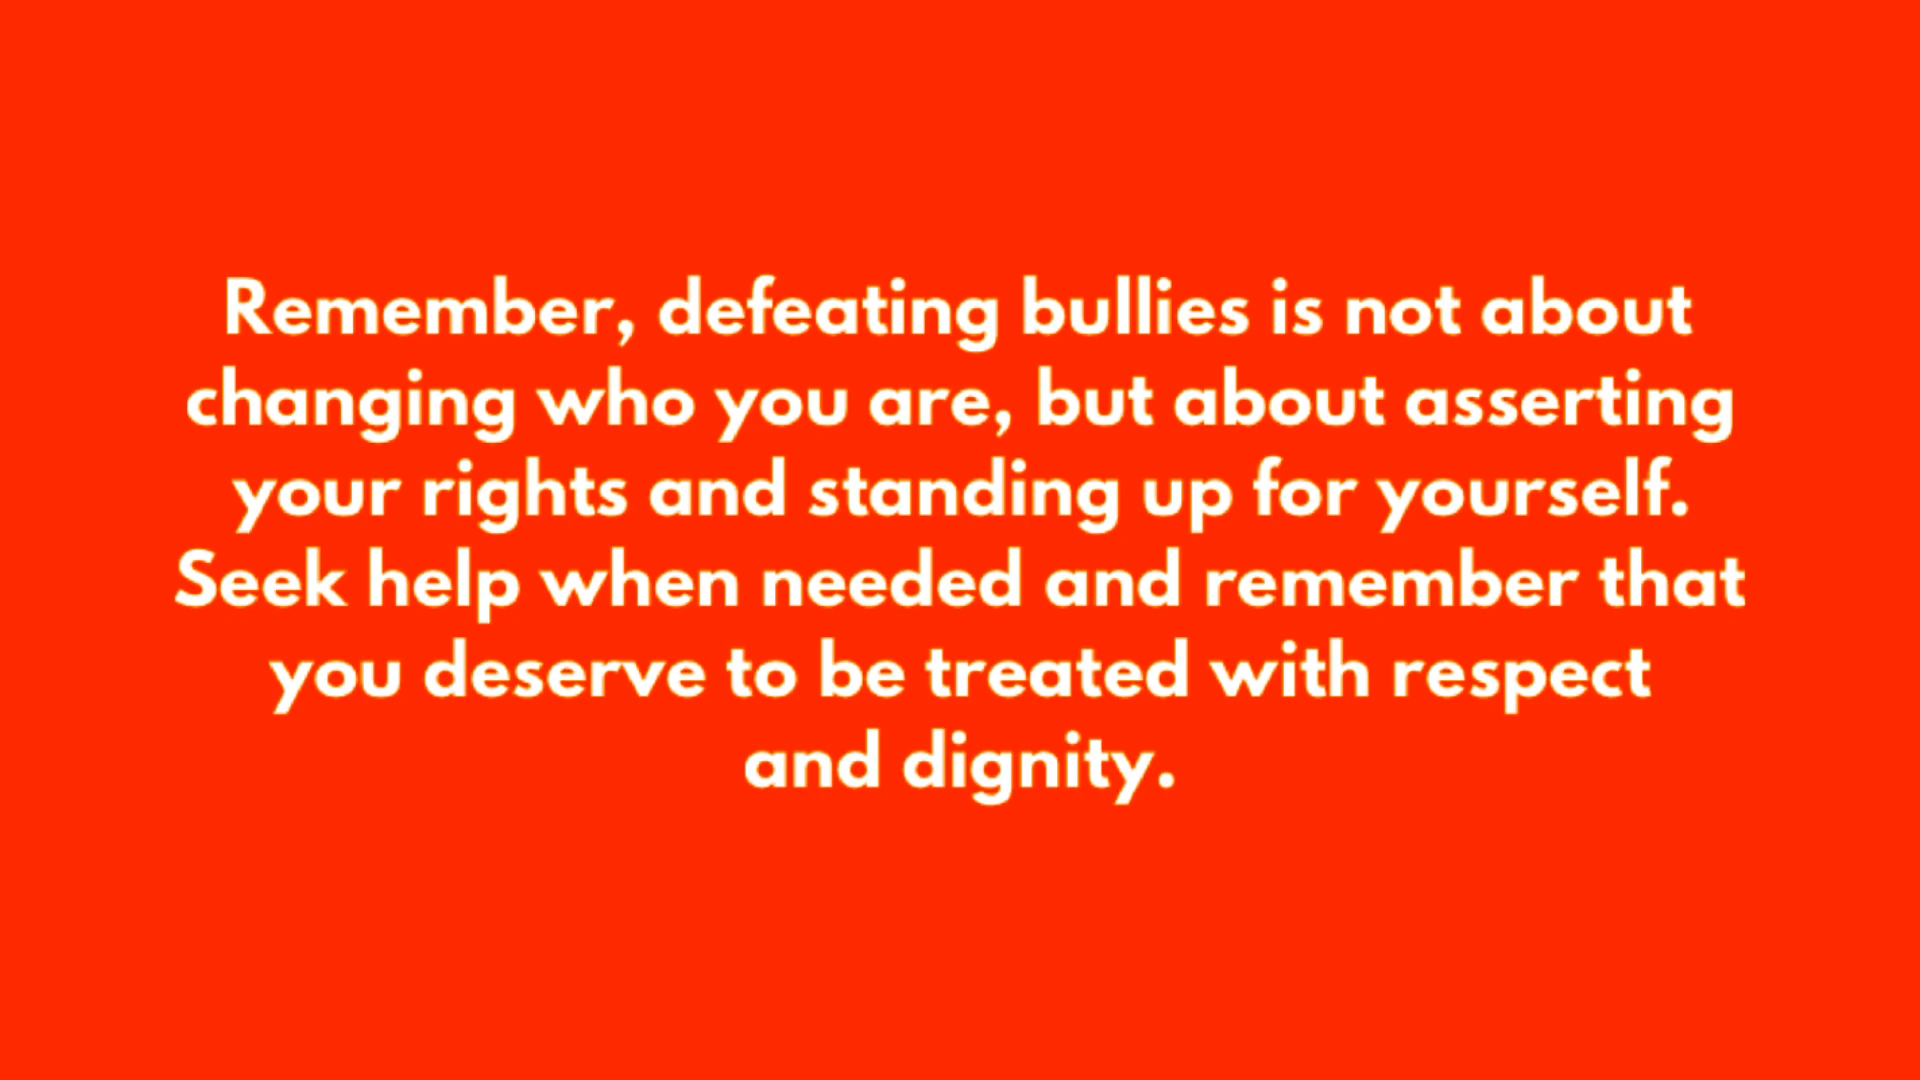 Remember, defeating bullies is not about
changing who you are, but about asserting
your rights and standing up for yourself.
Seek help when needed and remember that
you deserve to be treated with respect
and dignity.